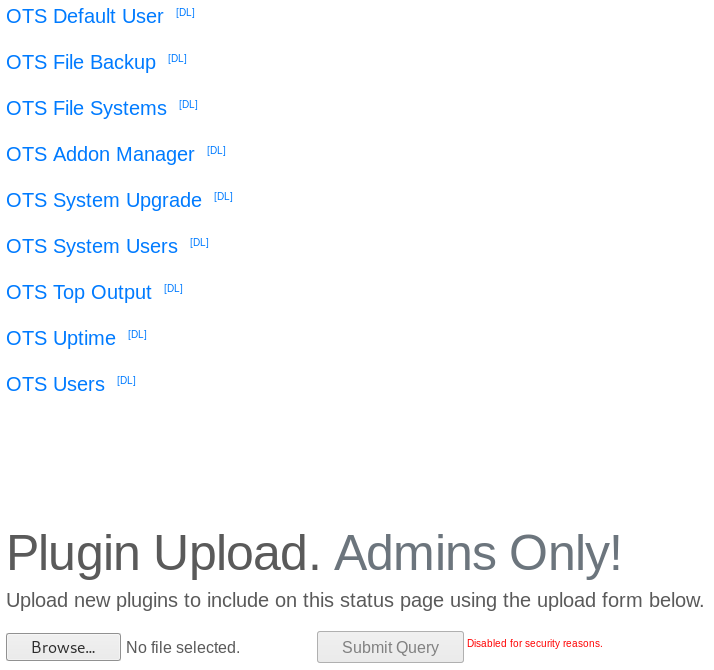 OTS Default User [DL]
OTS File Backup [DL]
OTS File Systems [DL]
OTS Addon Manager [DL]
OTS System Upgrade [DL]
OTS System Users [DL]
OTS Top Output [DL]
OTS Uptime [DL]
OTS Users [DL]
Plugin Upload. Admins Only!
Upload new plugins to include on this status page using the upload form below.
Browse... No file selected. Submit Query Disabled for security reasons.